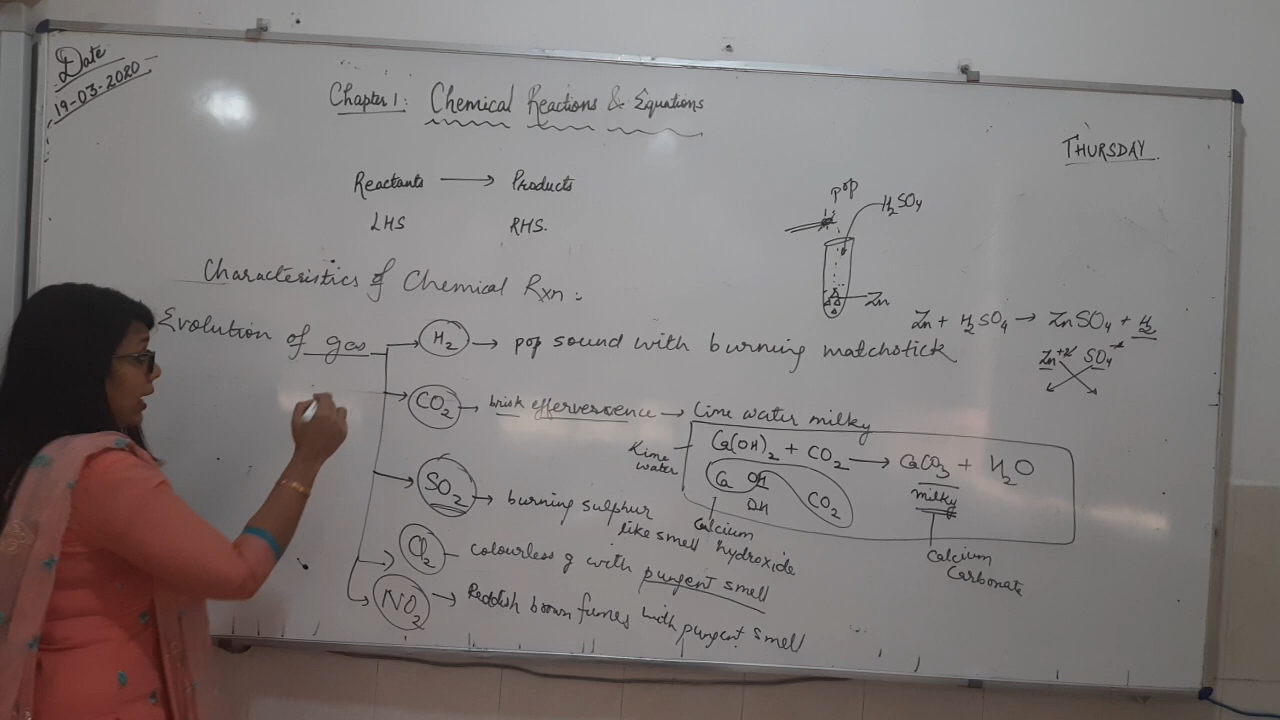 Date
19-03-2020
Chapter 1: Chemical Reactions & Equations
THURSDAY.
Reactants ⟶ Products
LHS RHS.
pop
H₂SO₄
Zn
Characteristics of Chemical Rxn:
Zn + H₂SO₄ → ZnSO₄ + H₂
Zn⁺² SO₄⁻²
Evolution of gas
H₂ → pop sound with burning matchstick
CO₂ → brisk effervescence → Lime water milky
Lime water
Ca(OH)₂ + CO₂ ⟶ CaCO₃ + H₂O
Ca OH
OH
CO₂
milky
Calcium hydroxide
Calcium Carbonate
SO₂ → burning sulphur
like smell
Cl₂ – colourless g with pungent smell
NO₂ → Reddish brown fumes with pungent smell